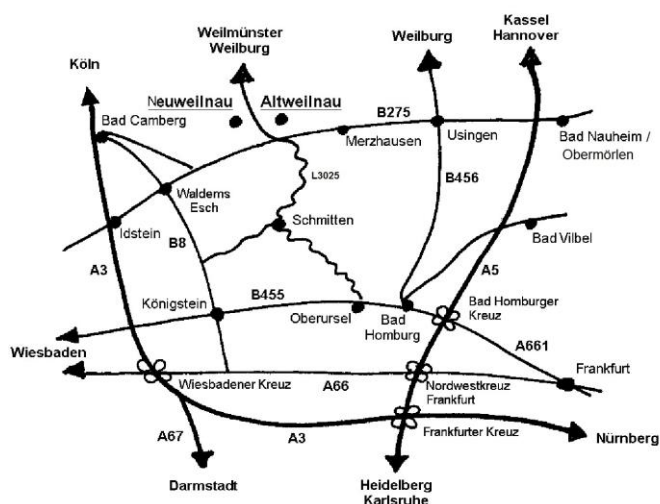 Kassel
Hannover
Weilmünster
Weilburg
Weilburg
Köln
Neuweilnau
Altweilnau
B275
Bad Camberg
Merzhausen
Usingen
Bad Nauheim /
Obermörlen
L3025
B456
Waldems
Esch
Schmitten
Idstein
B8
Bad Vilbel
A3
A5
Königstein
B455
Oberursel
Bad
Homburg
Bad Homburger
Kreuz
Wiesbaden
A661
Frankfurt
Wiesbadener Kreuz
A66
Nordwestkreuz
Frankfurt
A67
A3
Frankfurter Kreuz
Nürnberg
Darmstadt
Heidelberg
Karlsruhe